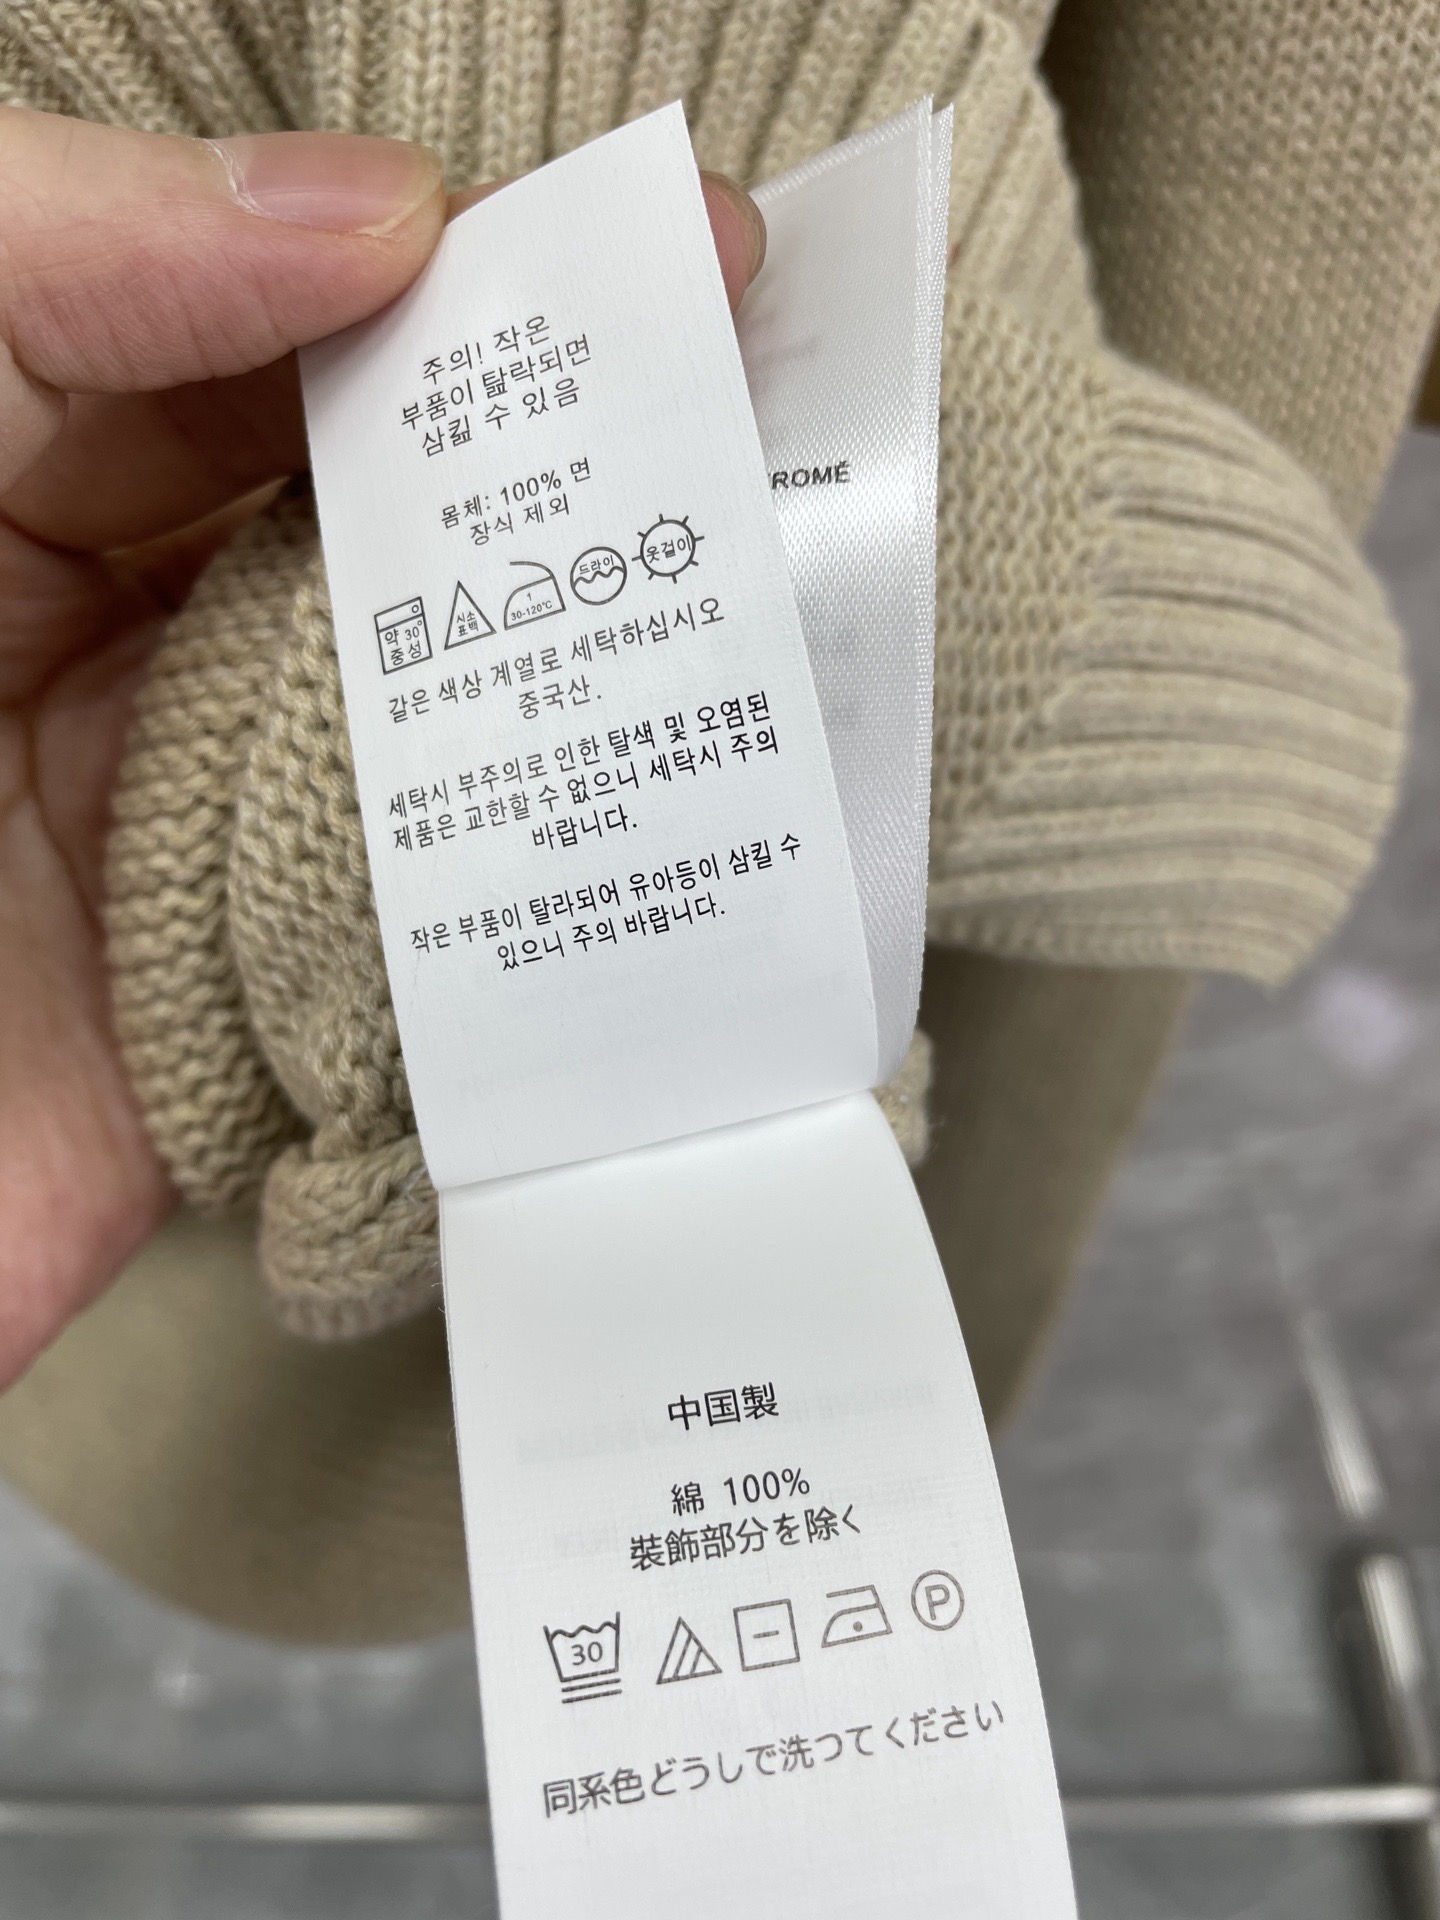 주의! 작온
부품이 탈락되면
삼킬 수 있음
몸체: 100% 면
장식 제외
약 30°
중성
시소
표백
1
30-120℃
드라이
옷걸이
같은 색상 계열로 세탁하십시오
중국산.
세탁시 부주의로 인한 탈색 및 오염된
제품은 교한할 수 없으니 세탁시 주의
바랍니다.
작은 부품이 탈라되어 유아등이 삼킬 수
있으니 주의 바랍니다.
ROMÉ
中国製
綿 100%
装飾部分を除く
30
P
同系色どうしで洗つてください